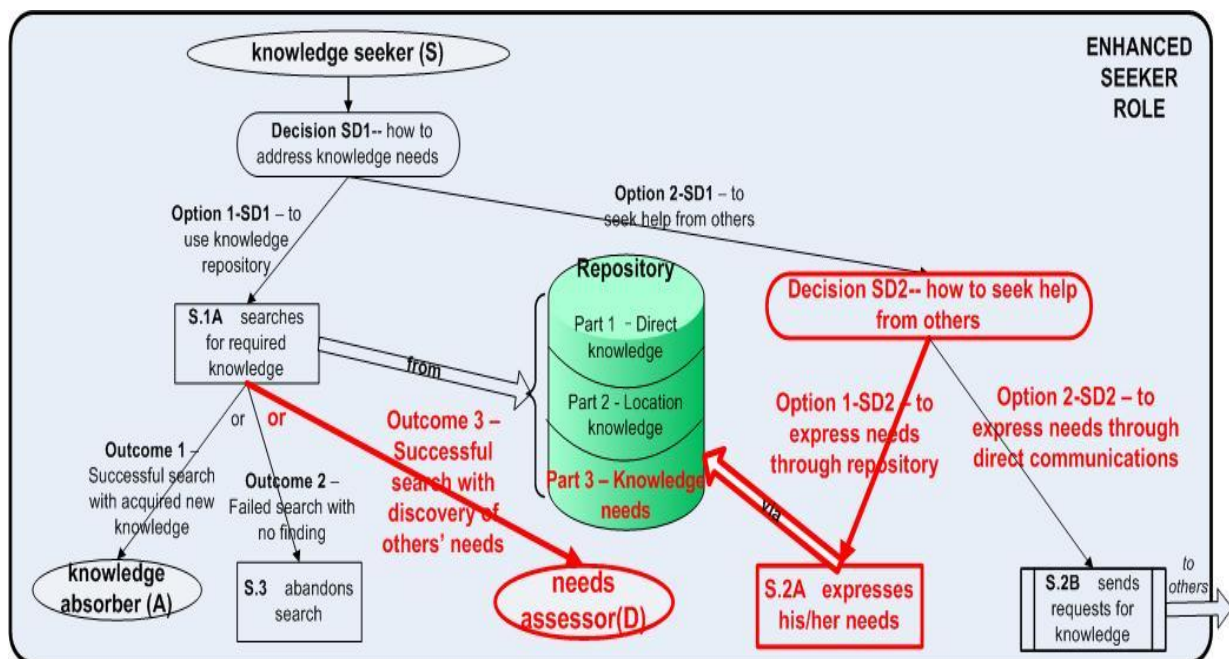 knowledge seeker (S)
ENHANCED
SEEKER
ROLE
Decision SD1-- how to
address knowledge needs
Option 1-SD1 – to
use knowledge
repository
Option 2-SD1 – to
seek help from others
S.1A searches
for required
knowledge
from
Repository
Part 1 - Direct
knowledge
Part 2 - Location
knowledge
Part 3 – Knowledge
needs
Decision SD2-- how to seek help
from others
Option 1-SD2 – to
express needs
through repository
Option 2-SD2 – to
express needs through
direct communications
or or
Outcome 1 –
Successful search
with acquired new
knowledge
Outcome 2 –
Failed search with
no finding
Outcome 3 –
Successful
search with
discovery of
others' needs
via
knowledge
absorber (A)
S.3 abandons
search
needs
assessor(D)
S.2A expresses
his/her needs
S.2B sends
requests for
knowledge
to
others